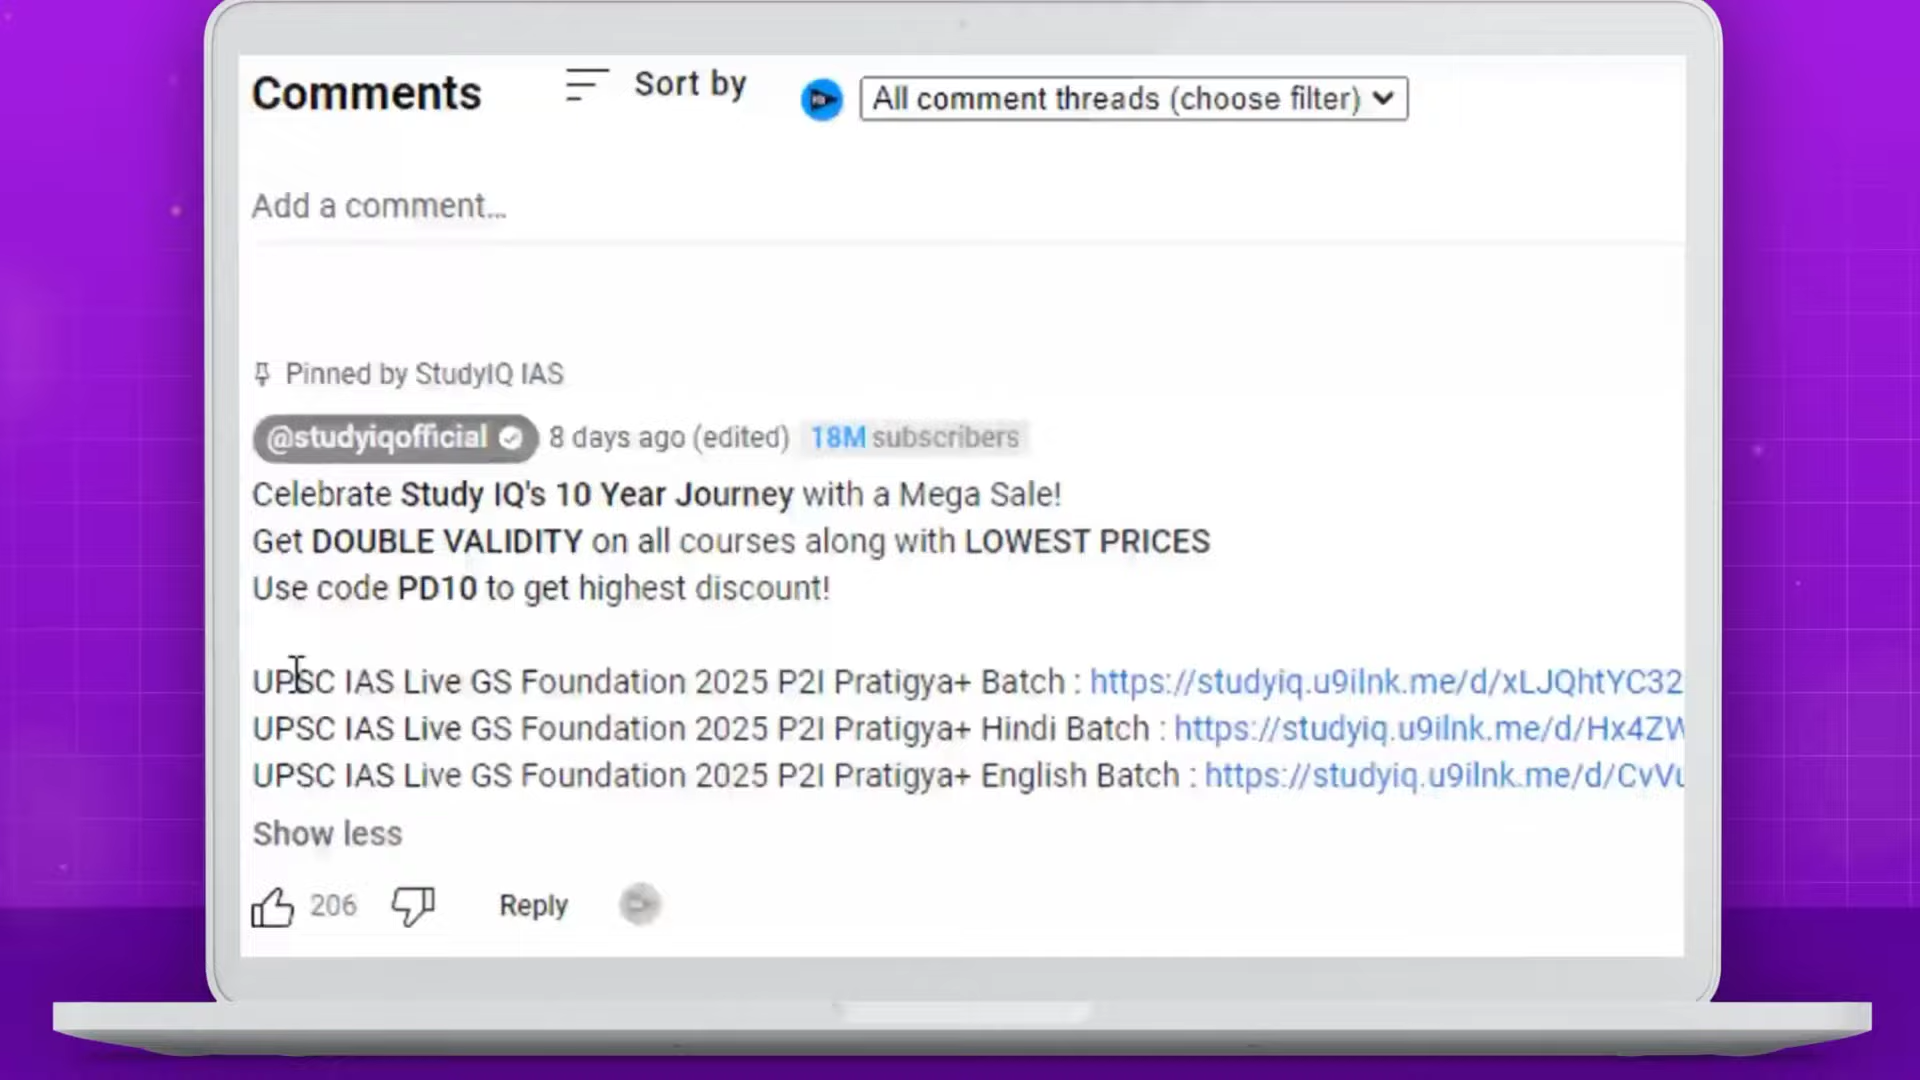 Comments
Sort by
All comment threads (choose filter)
Add a comment...
Pinned by StudyIQ IAS
@studyiqofficial 8 days ago (edited) 18M subscribers
Celebrate Study IQ's 10 Year Journey with a Mega Sale!
Get DOUBLE VALIDITY on all courses along with LOWEST PRICES
Use code PD10 to get highest discount!
UPSC IAS Live GS Foundation 2025 P2I Pratigya+ Batch : https://studyiq.u9ilnk.me/d/xLJQhtYC32
UPSC IAS Live GS Foundation 2025 P2I Pratigya+ Hindi Batch : https://studyiq.u9ilnk.me/d/Hx4ZW
UPSC IAS Live GS Foundation 2025 P2I Pratigya+ English Batch : https://studyiq.u9ilnk.me/d/CvVu
Show less
206
Reply